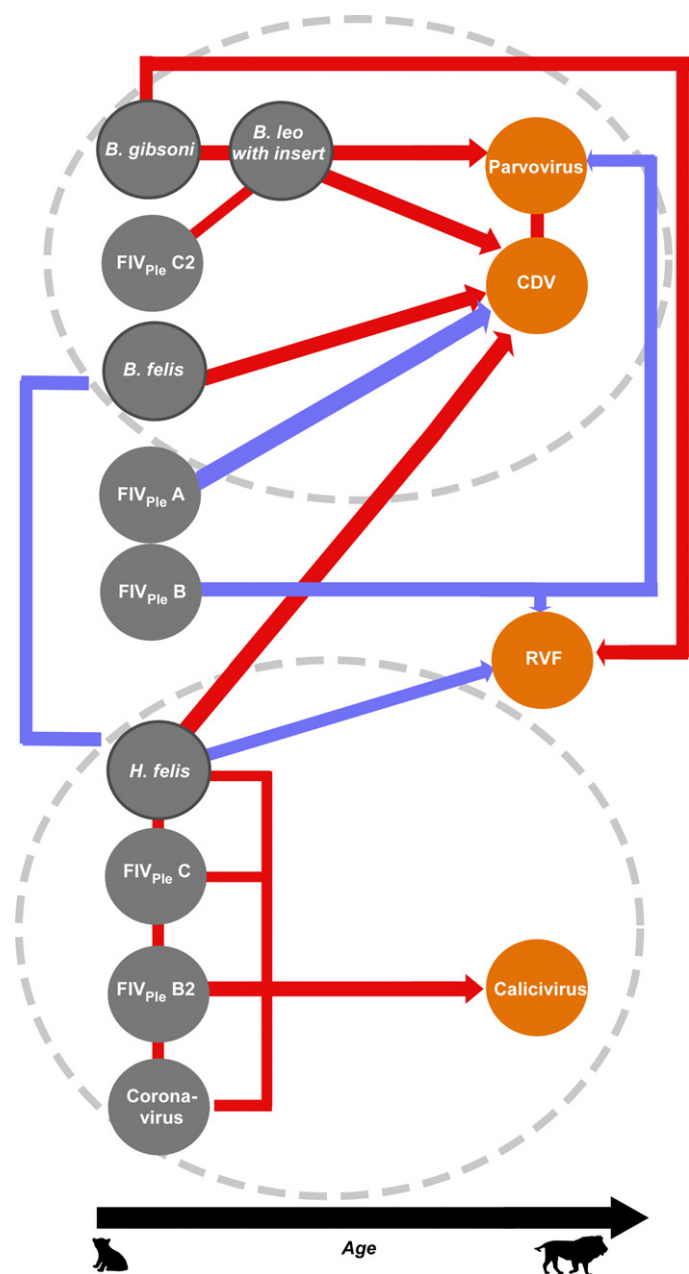 B. gibsoni
B. leo
with insert
Parvovirus
FIVPle C2
CDV
B. felis
FIVPle A
FIVPle B
RVF
H. felis
FIVPle C
FIVPle B2
Calicivirus
Corona-
virus
Age